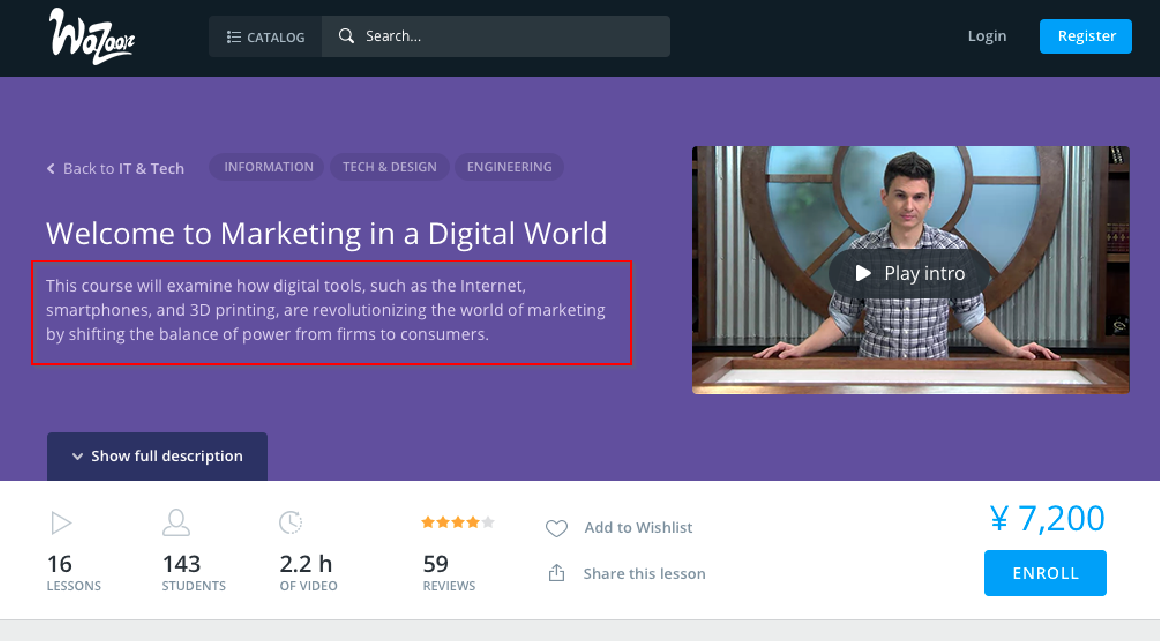 Wazoorz
CATALOG
Search...
Login
Register
Back to IT & Tech
INFORMATION
TECH & DESIGN
ENGINEERING
Welcome to Marketing in a Digital World
This course will examine how digital tools, such as the Internet,
smartphones, and 3D printing, are revolutionizing the world of marketing
by shifting the balance of power from firms to consumers.
Play intro
Show full description
16
LESSONS
143
STUDENTS
2.2 h
OF VIDEO
59
REVIEWS
Add to Wishlist
Share this lesson
¥ 7,200
ENROLL